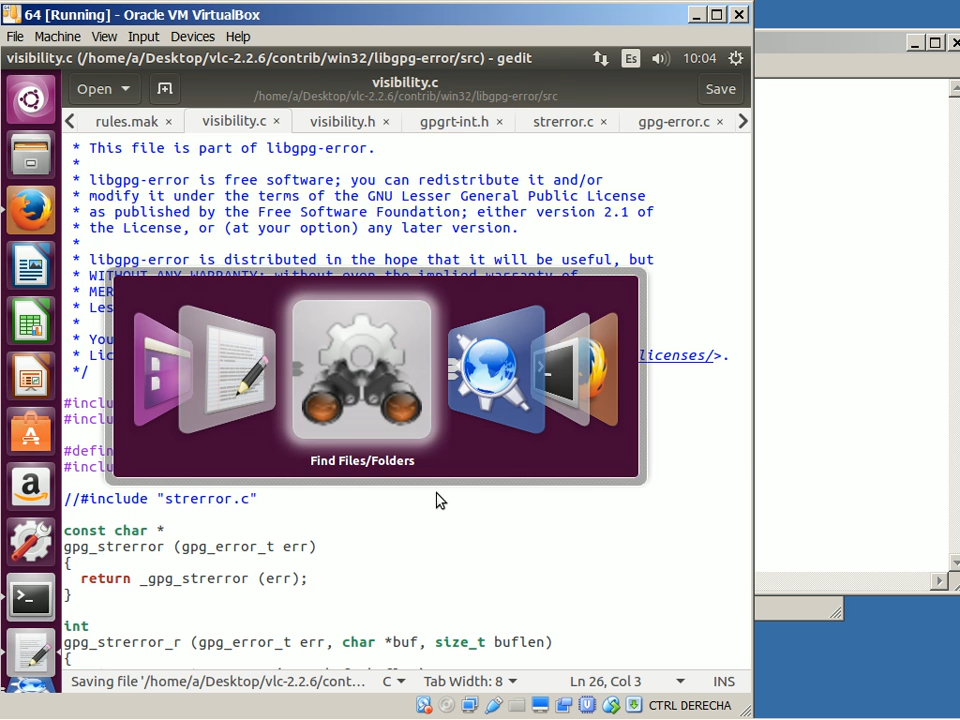 64 [Running] - Oracle VM VirtualBox
File Machine View Input Devices Help
visibility.c (/home/a/Desktop/vlc-2.2.6/contrib/win32/libgpg-error/src) - gedit
Es
10:04
Open
visibility.c
/home/a/Desktop/vlc-2.2.6/contrib/win32/libgpg-error/src
Save
rules.mak × visibility.c × visibility.h × gpgrt-int.h × strerror.c × gpg-error.c ×
* This file is part of libgpg-error.
*
* libgpg-error is free software; you can redistribute it and/or
* modify it under the terms of the GNU Lesser General Public License
* as published by the Free Software Foundation; either version 2.1 of
* the License, or (at your option) any later version.
*
* libgpg-error is distributed in the hope that it will be useful, but
* WITHOUT ANY WARRANTY; without even the implied warranty of
* MER
* Les
*
* You
* Lic licenses/>.
*/
#inclu
#inclu
#defin
#inclu
Find Files/Folders
//#include "strerror.c"
const char *
gpg_strerror (gpg_error_t err)
{
return _gpg_strerror (err);
}
int
gpg_strerror_r (gpg_error_t err, char *buf, size_t buflen)
{
Saving file '/home/a/Desktop/vlc-2.2.6/cont... C Tab Width: 8 Ln 26, Col 3 INS
CTRL DERECHA